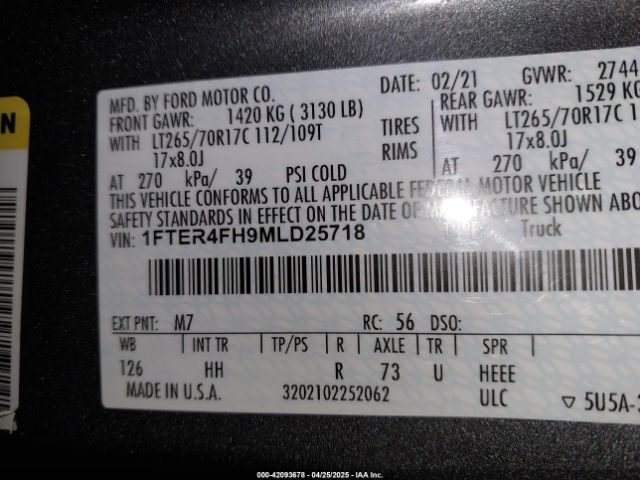 N
MFD. BY FORD MOTOR CO. DATE: 02/21 GVWR: 2744
FRONT GAWR: 1420 KG ( 3130 LB) REAR GAWR: 1529 KG
WITH LT265/70R17C 112/109T TIRES WITH LT265/70R17C 1
17x8.0J RIMS 17x8.0J
AT 270 kPa/ 39 PSI COLD AT 270 kPa/ 39
THIS VEHICLE CONFORMS TO ALL APPLICABLE FEDERAL MOTOR VEHICLE
SAFETY STANDARDS IN EFFECT ON THE DATE OF MANUFACTURE SHOWN ABO
VIN: 1FTER4FH9MLD25718 TYPE: Truck
EXT PNT: M7 RC: 56 DSO:
WB INT TR TP/PS R AXLE TR SPR
126 HH R 73 U HEEE
MADE IN U.S.A. 3202102252062 ULC ▽ 5U5A-
000-42093678 - 04/25/2025 - IAA Inc.